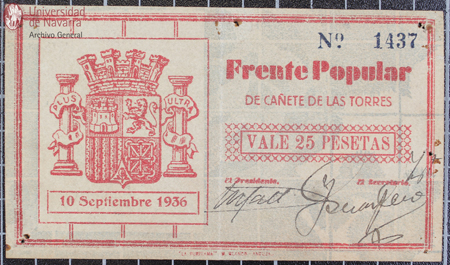 Universidad
de Navarra
Archivo General
Nº 1437
Frente Popular
DE CAÑETE DE LAS TORRES
PLUS ULTRA
VALE 25 PESETAS
El Presidente, El Secretario,
10 Septiembre 1936